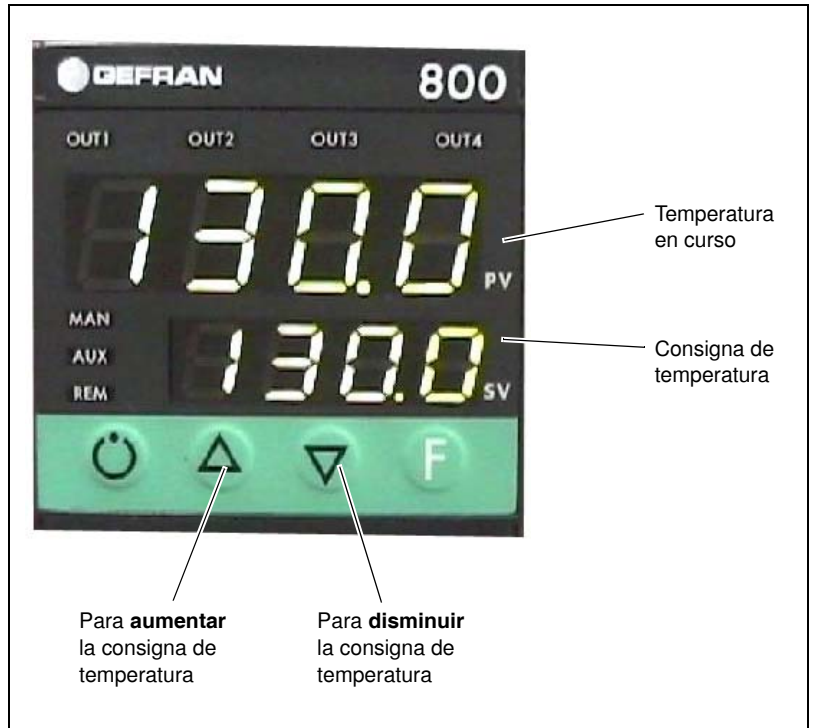 GEFRAN 800
OUT1 OUT2 OUT3 OUT4
130.0 PV
Temperatura
en curso
MAN
AUX
REM
130.0 SV
Consigna de
temperatura
F
Para aumentar
la consigna de
temperatura
Para disminuir
la consigna de
temperatura